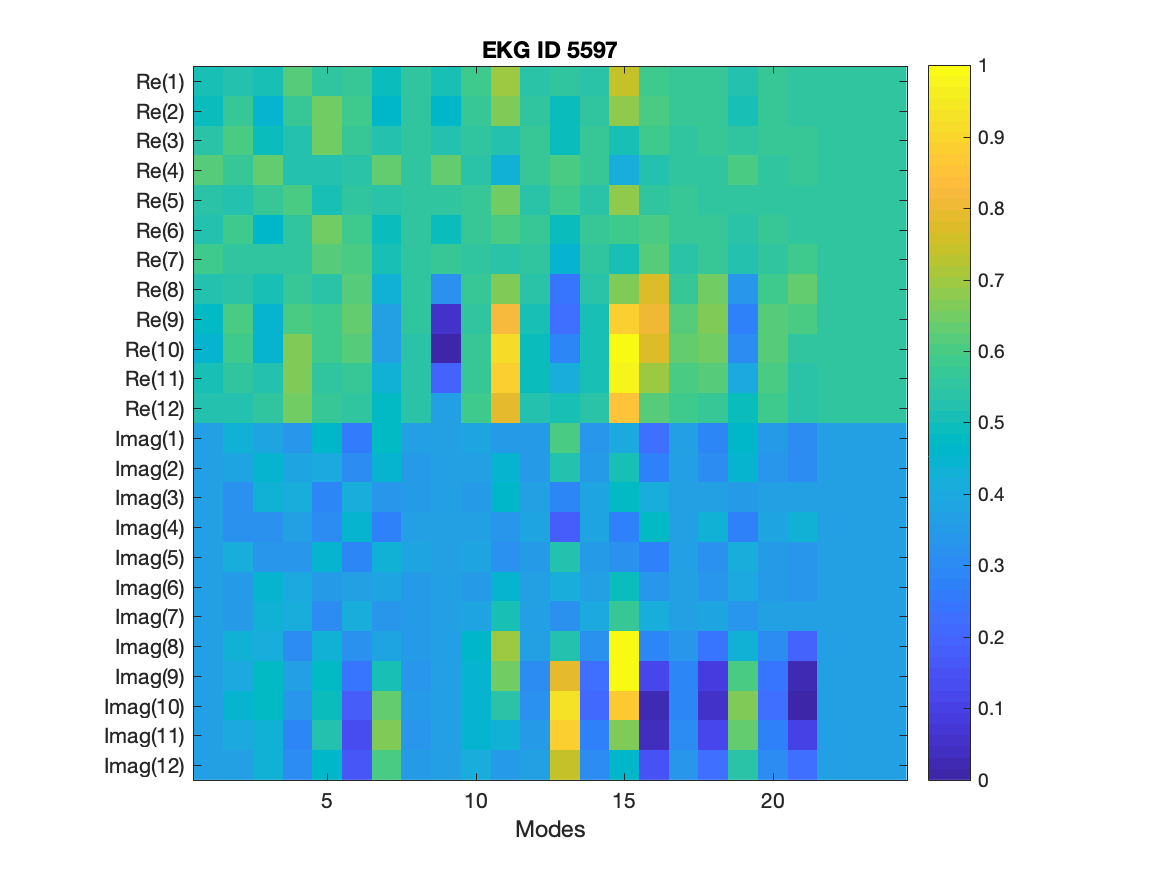 EKG ID 5597
Re(1)
Re(2)
Re(3)
Re(4)
Re(5)
Re(6)
Re(7)
Re(8)
Re(9)
Re(10)
Re(11)
Re(12)
Imag(1)
Imag(2)
Imag(3)
Imag(4)
Imag(5)
Imag(6)
Imag(7)
Imag(8)
Imag(9)
Imag(10)
Imag(11)
Imag(12)
5 10 15 20
Modes
1
0.9
0.8
0.7
0.6
0.5
0.4
0.3
0.2
0.1
0